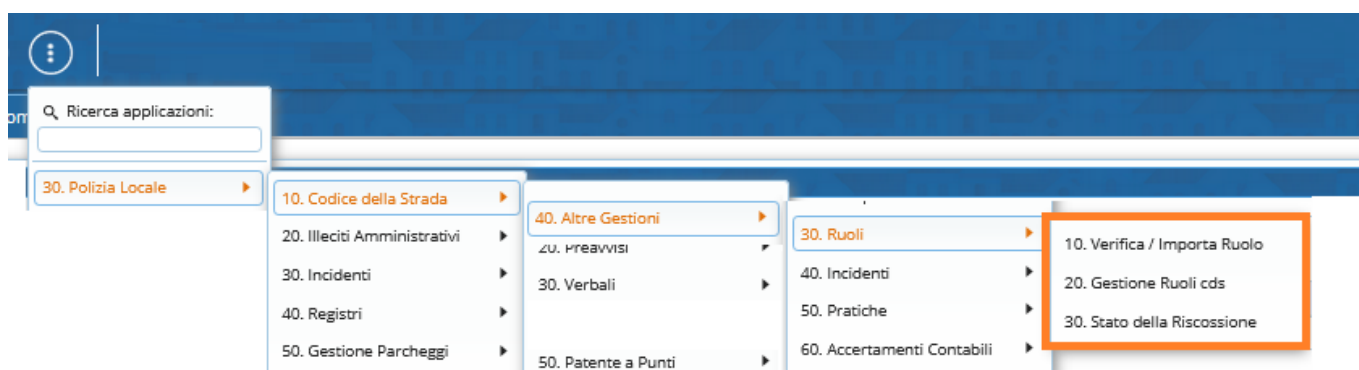 Ricerca applicazioni:
30. Polizia Locale
10. Codice della Strada
20. Illeciti Amministrativi
30. Incidenti
40. Registri
50. Gestione Parcheggi
40. Altre Gestioni
20. Preavvisi
30. Verbali
50. Patente a Punti
30. Ruoli
40. Incidenti
50. Pratiche
60. Accertamenti Contabili
10. Verifica / Importa Ruolo
20. Gestione Ruoli cds
30. Stato della Riscossione